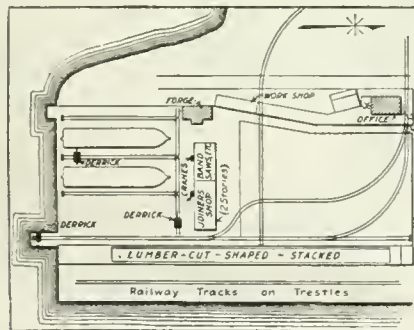 WORK SHOP
FORGE
OFFICE
DERRICK
CRANES
BAND
SAWS, ETC.
JOINERS
SHOP
(2 Stories)
DERRICK
DERRICK
LUMBER-CUT-SHAPED-STACKED
Railway Tracks on Trestles